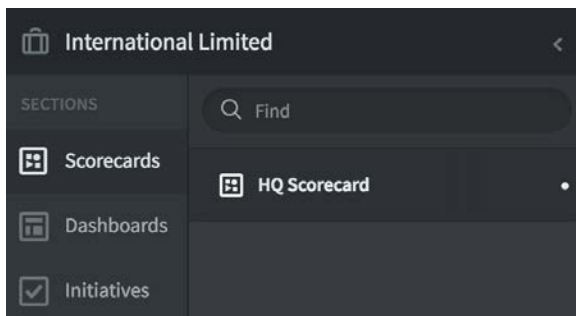 International Limited
SECTIONS
Scorecards
Dashboards
Initiatives
Find
HQ Scorecard